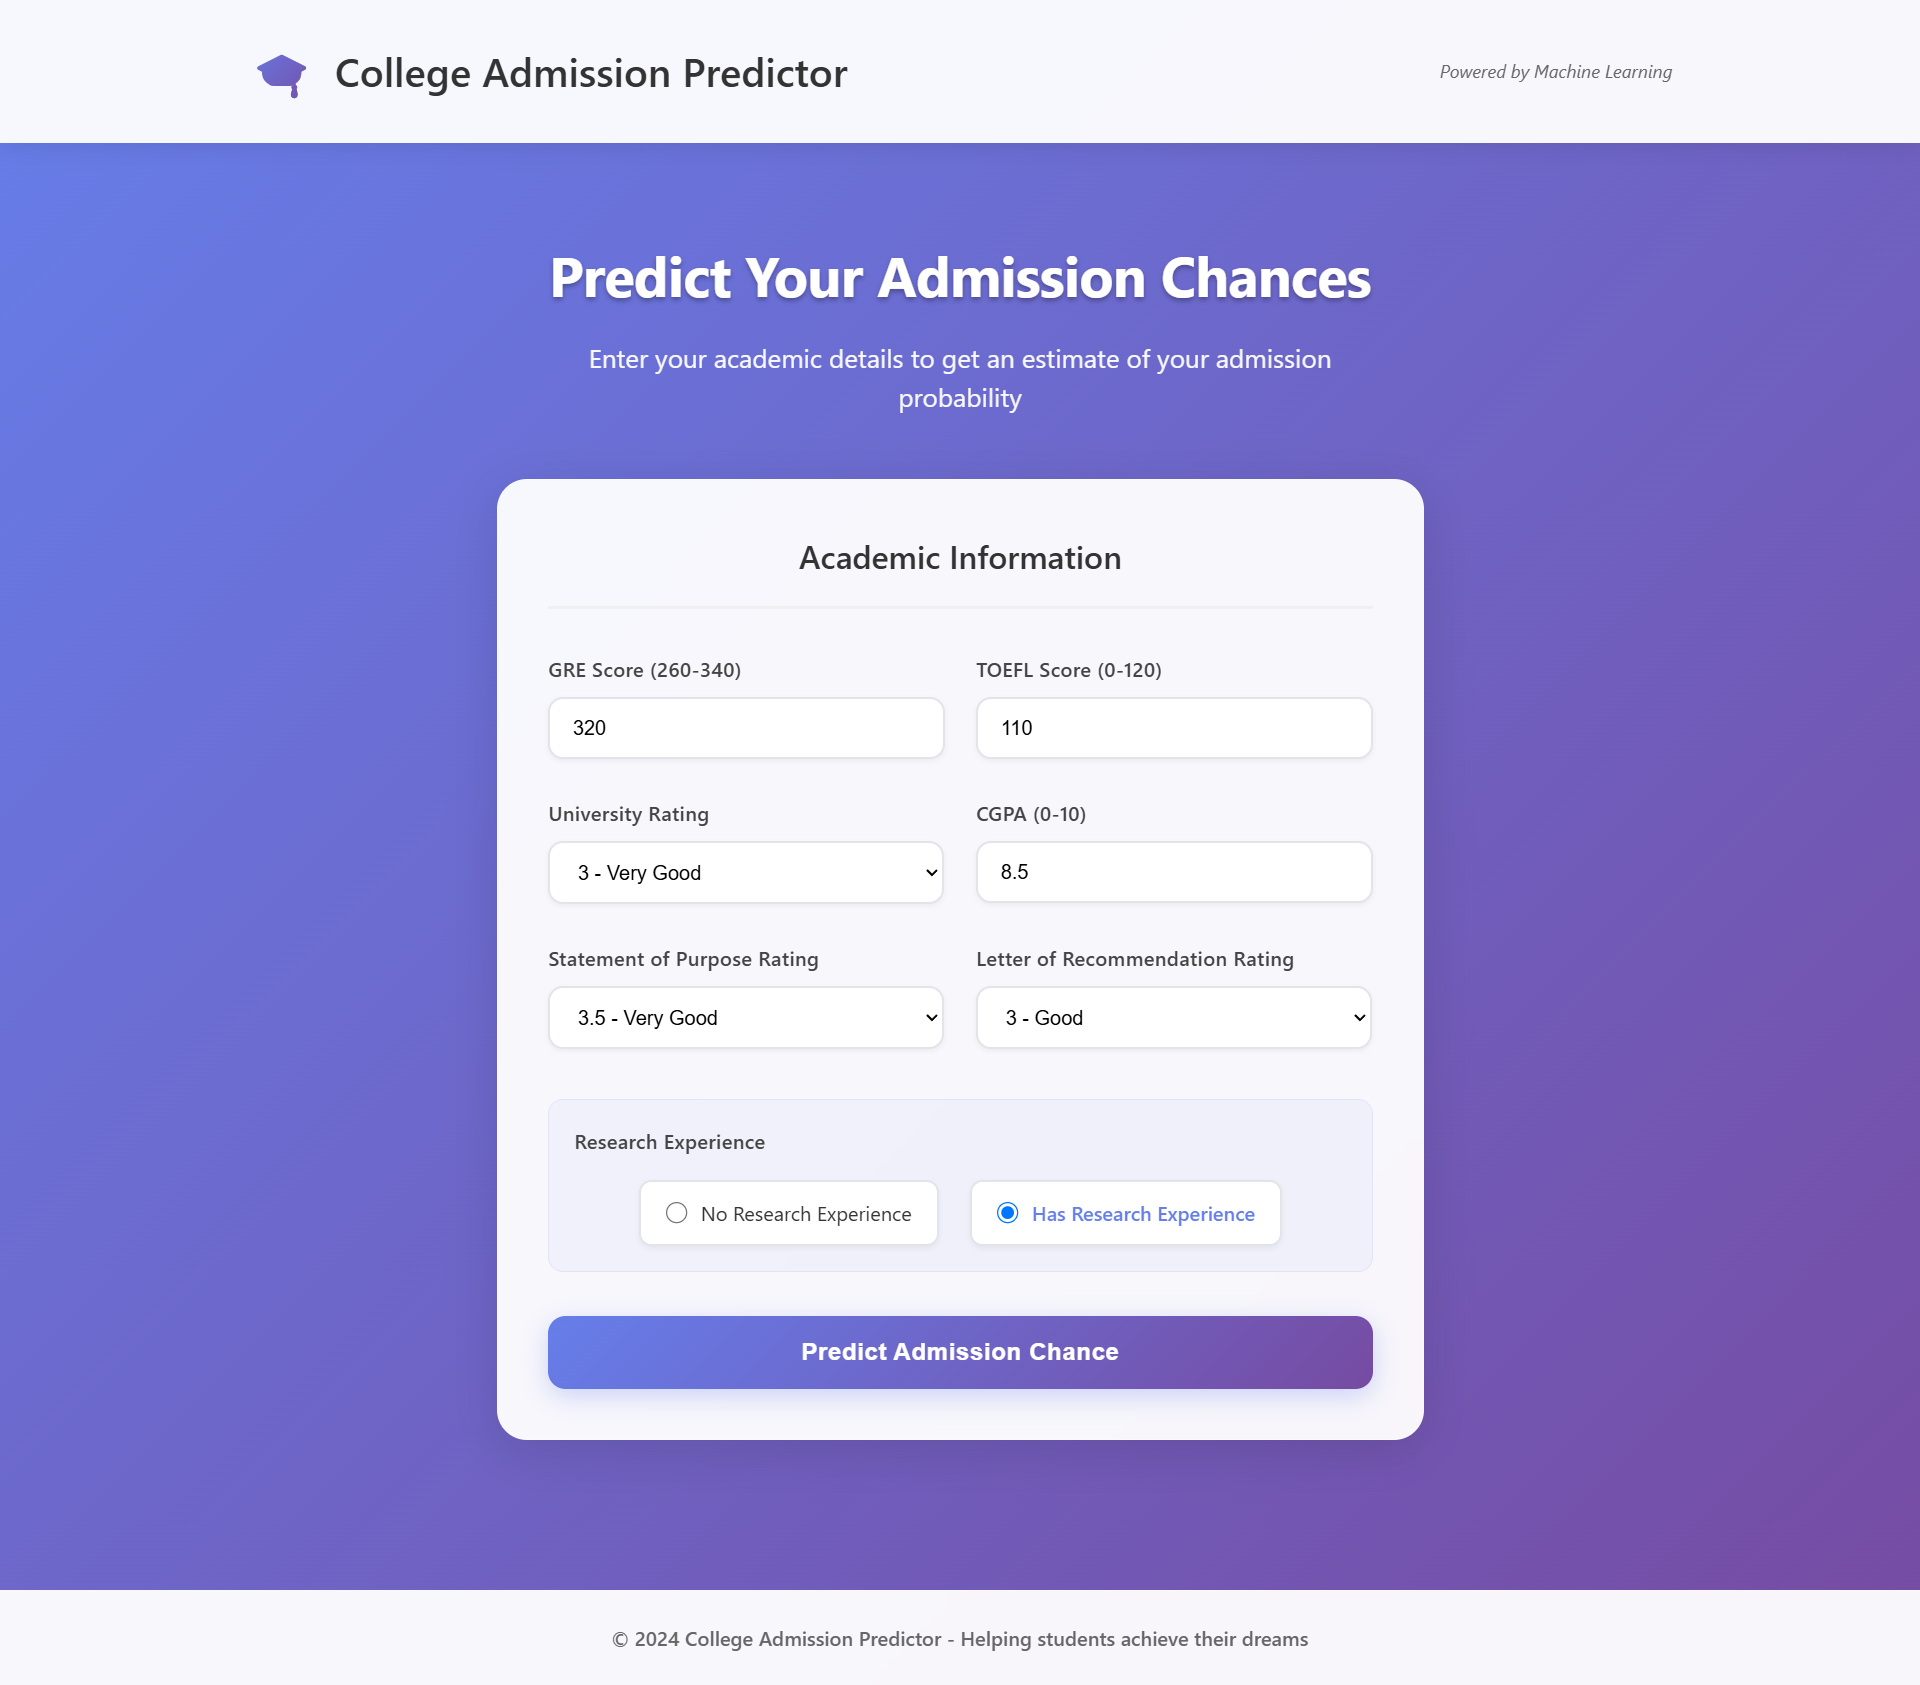 College Admission Predictor
Powered by Machine Learning
Predict Your Admission Chances
Enter your academic details to get an estimate of your admission
probability
Academic Information
GRE Score (260-340)
TOEFL Score (0-120)
320
110
University Rating
CGPA (0-10)
3 - Very Good
8.5
Statement of Purpose Rating
Letter of Recommendation Rating
3.5 - Very Good
3 - Good
Research Experience
No Research Experience
Has Research Experience
Predict Admission Chance
© 2024 College Admission Predictor - Helping students achieve their dreams